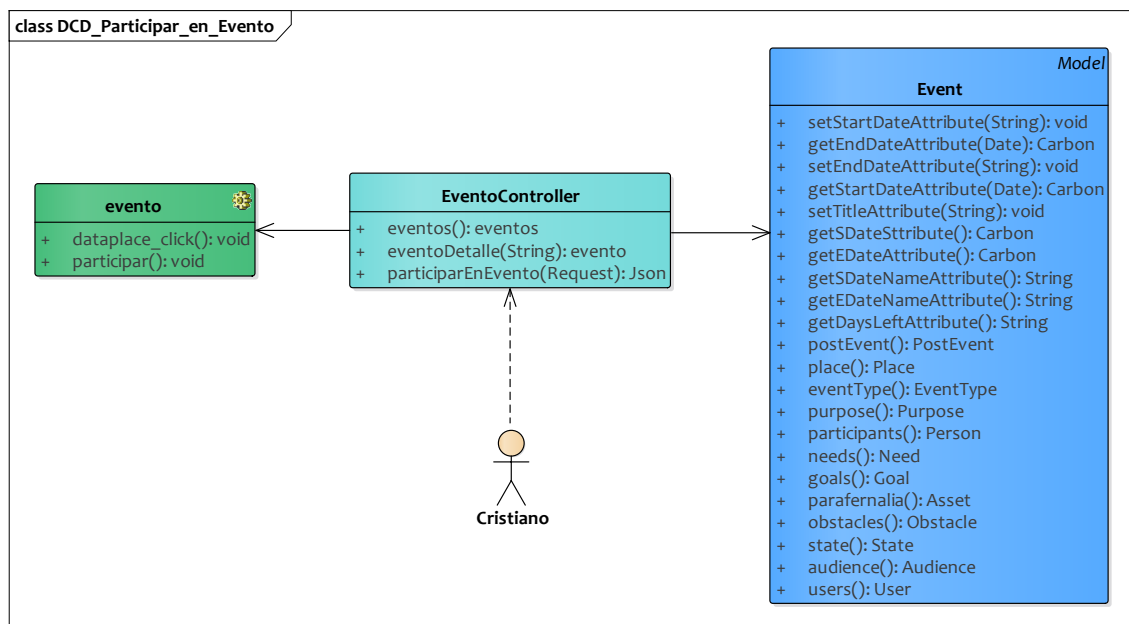 class DCD_Participar_en_Evento
evento
+ dataplace_click(): void
+ participar(): void
EventoController
+ eventos(): eventos
+ eventoDetalle(String): evento
+ participarEnEvento(Request): Json
Cristiano
Model
Event
+ setStartDateAttribute(String): void
+ getEndDateAttribute(Date): Carbon
+ setEndDateAttribute(String): void
+ getStartDateAttribute(Date): Carbon
+ setTitleAttribute(String): void
+ getSDateSttribute(): Carbon
+ getEDateAttribute(): Carbon
+ getSDateNameAttribute(): String
+ getEDateNameAttribute(): String
+ getDaysLeftAttribute(): String
+ postEvent(): PostEvent
+ place(): Place
+ eventType(): EventType
+ purpose(): Purpose
+ participants(): Person
+ needs(): Need
+ goals(): Goal
+ parafernalia(): Asset
+ obstacles(): Obstacle
+ state(): State
+ audience(): Audience
+ users(): User